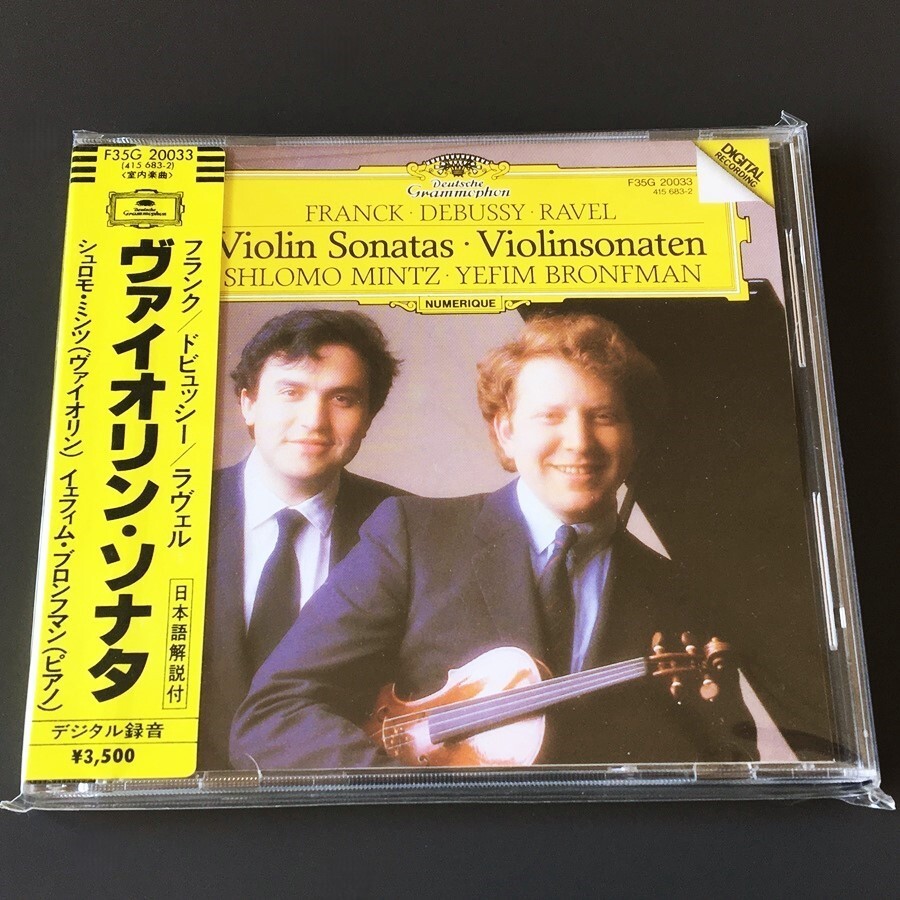 F35G 20033
(415 683-2)
〈室内楽曲〉
フランク/ドビュッシー/ラヴェル
ヴァイオリン・ソナタ
シュロモ・ミンツ(ヴァイオリン) イェフィム・ブロンフマン(ピアノ)
日本語解説付
デジタル録音
¥3,500
Deutsche
Grammophon
F35G 20033
415 683-2
DIGITAL
RECORDING
FRANCK · DEBUSSY · RAVEL
Violin Sonatas · Violinsonaten
SHLOMO MINTZ · YEFIM BRONFMAN
NUMERIQUE